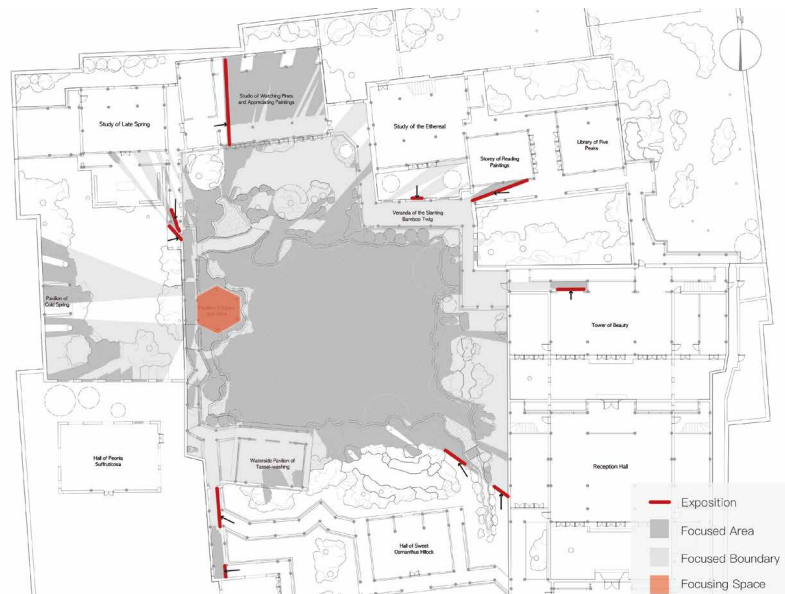 Studio of Watching Pines
and Appreciating Paintings
Study of Late Spring
Study of the Ethereal
Library of Five
Peaks
Storey of Reading
Paintings
Veranda of the Slanting
Bamboo Twig
Pavilion of
Cold Spring
Tower of Beauty
Hall of Peonia
Suffruticosa
Waterside Pavilion of
Tassel-washing
Reception Hall
Hall of Sweet
Osmanthus Hillock
Exposition
Focused Area
Focused Boundary
Focusing Space